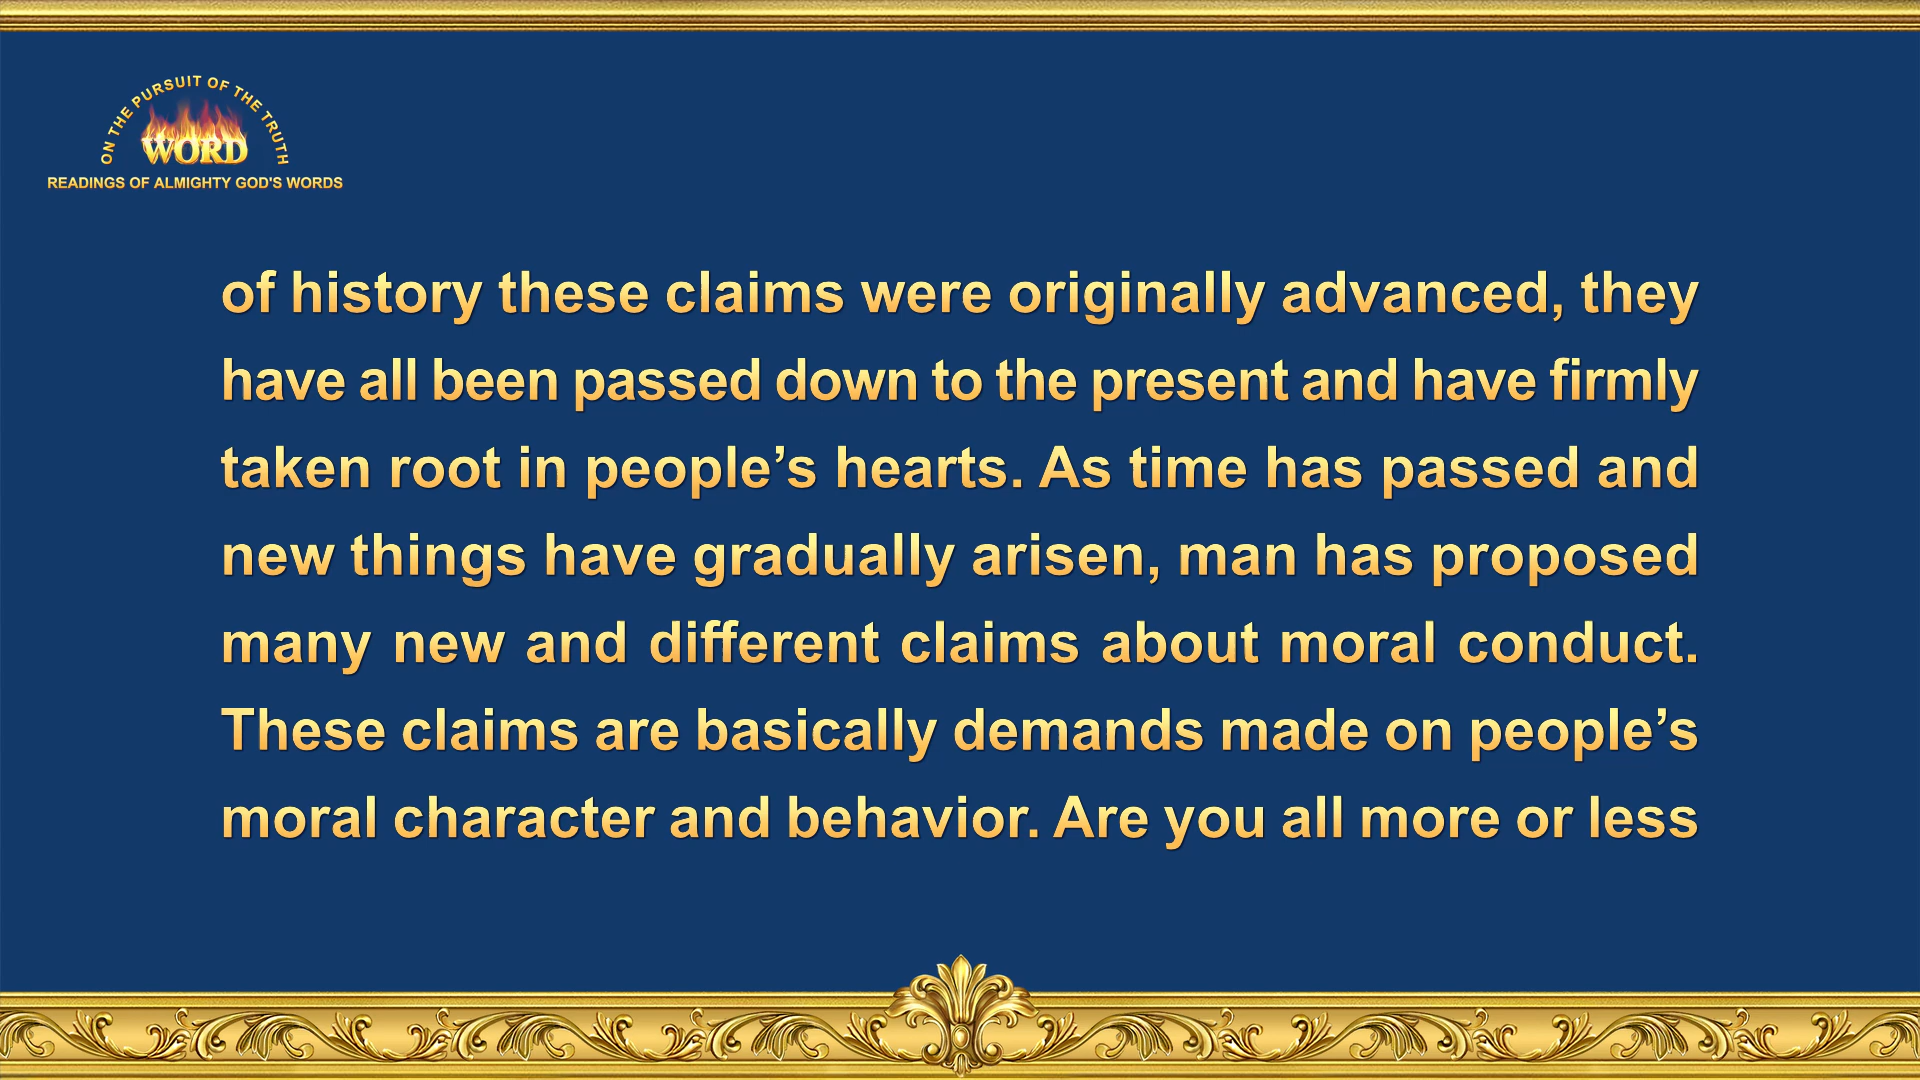 ON THE PURSUIT OF THE TRUTH
WORD
READINGS OF ALMIGHTY GOD'S WORDS
of history these claims were originally advanced, they
have all been passed down to the present and have firmly
taken root in people’s hearts. As time has passed and
new things have gradually arisen, man has proposed
many new and different claims about moral conduct.
These claims are basically demands made on people’s
moral character and behavior. Are you all more or less